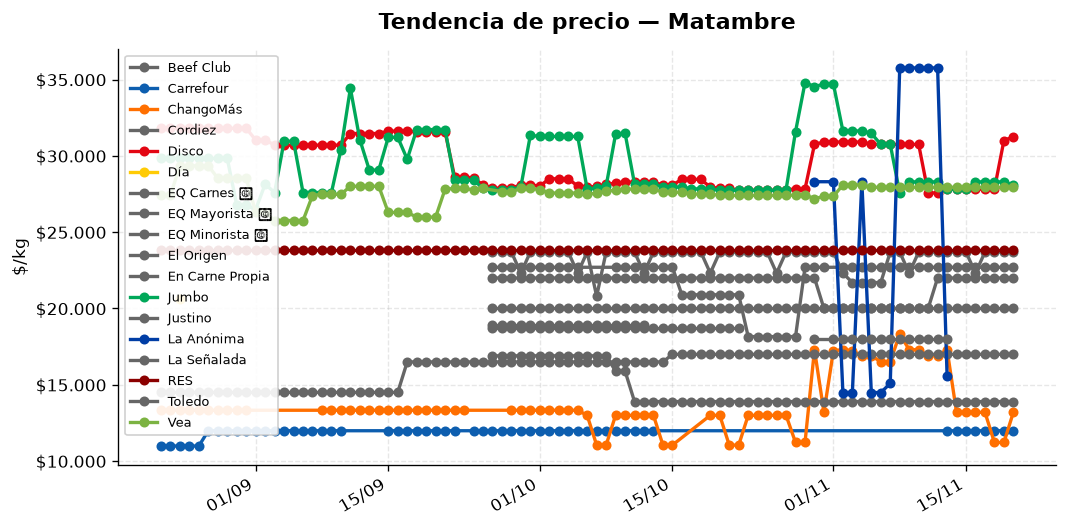 Tendencia de precio — Matambre
$/kg
$35.000
$30.000
$25.000
$20.000
$15.000
$10.000
Beef Club
Carrefour
ChangoMás
Cordiez
Disco
Día
EQ Carnes
EQ Mayorista
EQ Minorista
El Origen
En Carne Propia
Jumbo
Justino
La Anónima
La Señalada
RES
Toledo
Vea
01/09
15/09
01/10
15/10
01/11
15/11